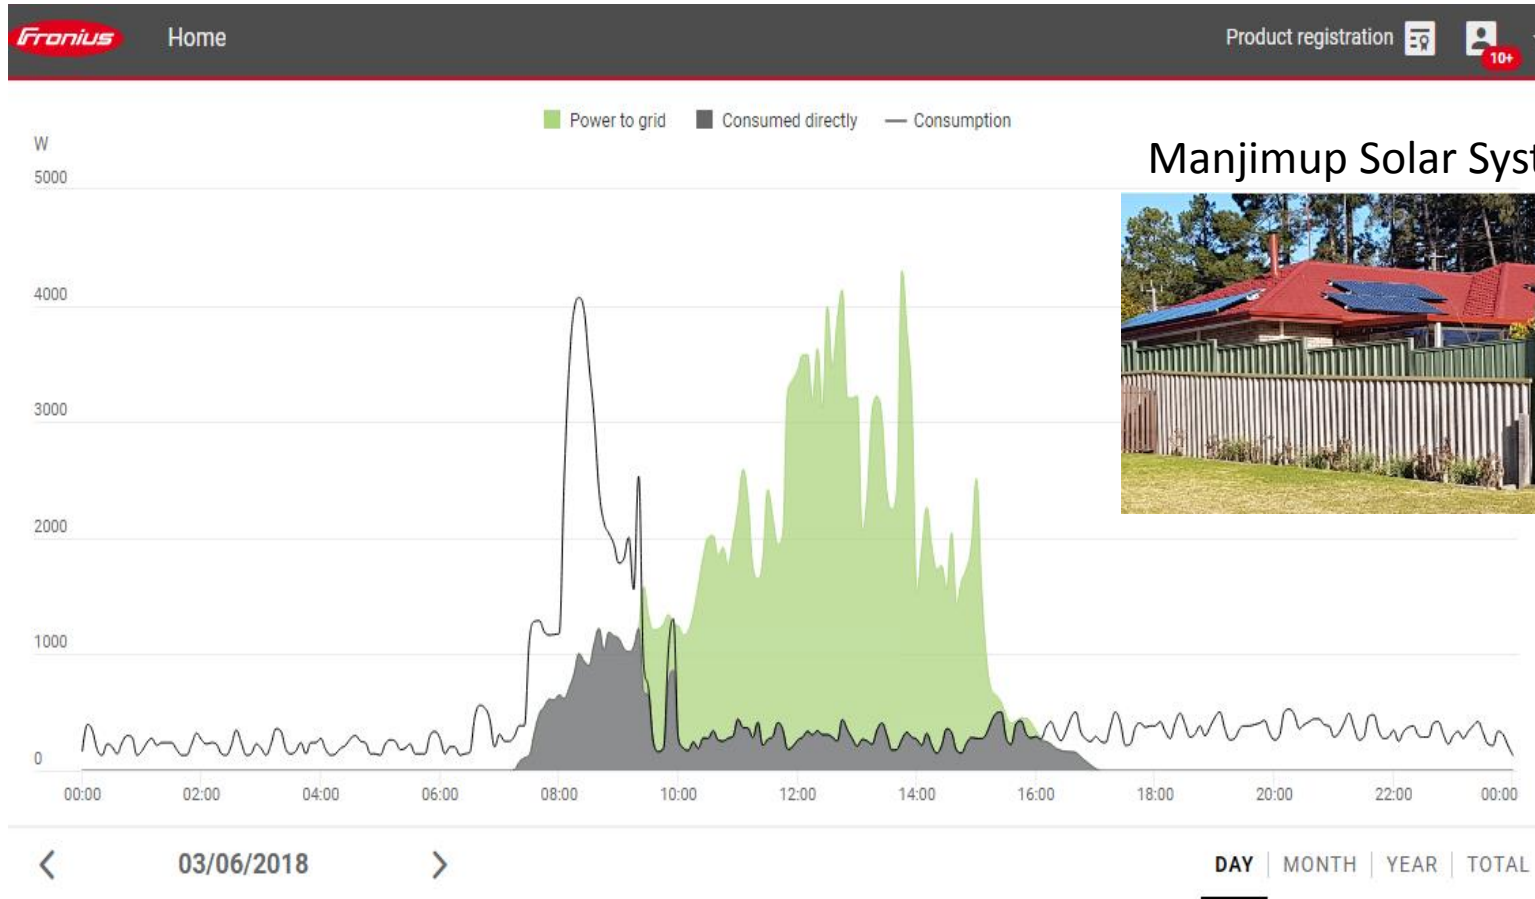 Fronius Home Product registration 10+
Power to grid Consumed directly Consumption
W
Manjimup Solar Syst
5000
4000
3000
2000
1000
0
00:00 02:00 04:00 06:00 08:00 10:00 12:00 14:00 16:00 18:00 20:00 22:00 00:00
03/06/2018 DAY MONTH YEAR TOTAL